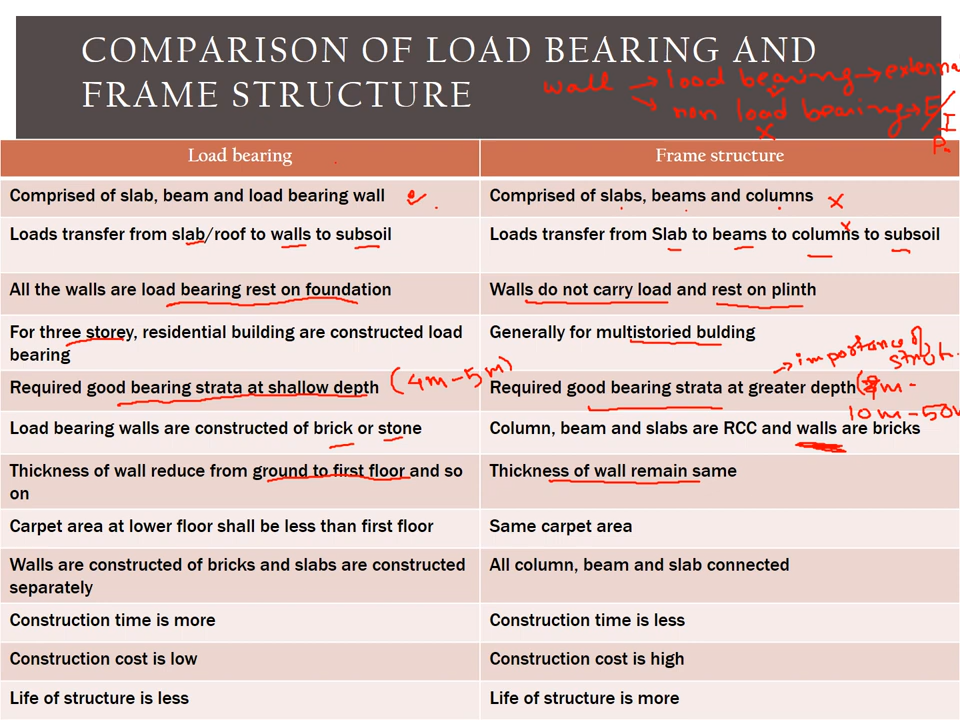 COMPARISON OF LOAD BEARING AND
FRAME STRUCTURE
wall → load bearing → externa
→ non load bearing → E/I
P.
Load bearing
Frame structure
Comprised of slab, beam and load bearing wall
Comprised of slabs, beams and columns
Loads transfer from slab/roof to walls to subsoil
Loads transfer from Slab to beams to columns to subsoil
All the walls are load bearing rest on foundation
Walls do not carry load and rest on plinth
For three storey, residential building are constructed load
bearing
Generally for multistoried bulding
→ importance of
struct.
Required good bearing strata at shallow depth (4m-5m)
Required good bearing strata at greater depth
10m-50m
Load bearing walls are constructed of brick or stone
Column, beam and slabs are RCC and walls are bricks
Thickness of wall reduce from ground to first floor and so
on
Thickness of wall remain same
Carpet area at lower floor shall be less than first floor
Same carpet area
Walls are constructed of bricks and slabs are constructed
separately
All column, beam and slab connected
Construction time is more
Construction time is less
Construction cost is low
Construction cost is high
Life of structure is less
Life of structure is more